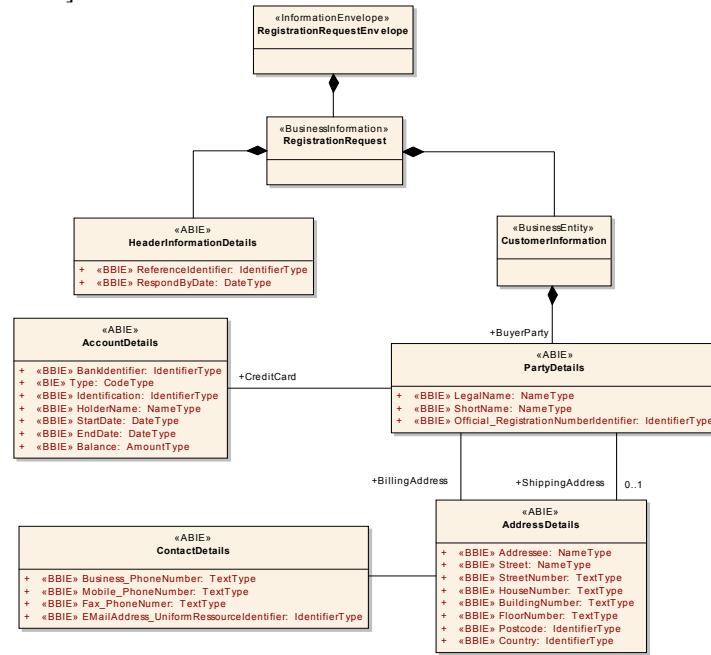 ]
«InformationEnvelope»
RegistrationRequestEnvelope
«BusinessInformation»
RegistrationRequest
«ABIE»
HeaderInformationDetails
+ «BBIE» ReferenceIdentifier: IdentifierType
+ «BBIE» RespondByDate: DateType
«BusinessEntity»
CustomerInformation
+BuyerParty
«ABIE»
AccountDetails
+ «BBIE» BankIdentifier: IdentifierType
+ «BIE» Type: CodeType
+ «BBIE» Identification: IdentifierType
+ «BBIE» HolderName: NameType
+ «BBIE» StartDate: DateType
+ «BBIE» EndDate: DateType
+ «BBIE» Balance: AmountType
+CreditCard
«ABIE»
PartyDetails
+ «BBIE» LegalName: NameType
+ «BBIE» ShortName: NameType
+ «BBIE» Official_RegistrationNumberIdentifier: IdentifierType
+BillingAddress
+ShippingAddress
0..1
«ABIE»
ContactDetails
+ «BBIE» Business_PhoneNumber: TextType
+ «BBIE» Mobile_PhoneNumber: TextType
+ «BBIE» Fax_PhoneNumer: TextType
+ «BBIE» EMailAddress_UniformRessourceIdentifier: IdentifierType
«ABIE»
AddressDetails
+ «BBIE» Addressee: NameType
+ «BBIE» Street: NameType
+ «BBIE» StreetNumber: TextType
+ «BBIE» HouseNumber: TextType
+ «BBIE» BuildingNumber: TextType
+ «BBIE» FloorNumber: TextType
+ «BBIE» Postcode: IdentifierType
+ «BBIE» Country: IdentifierType